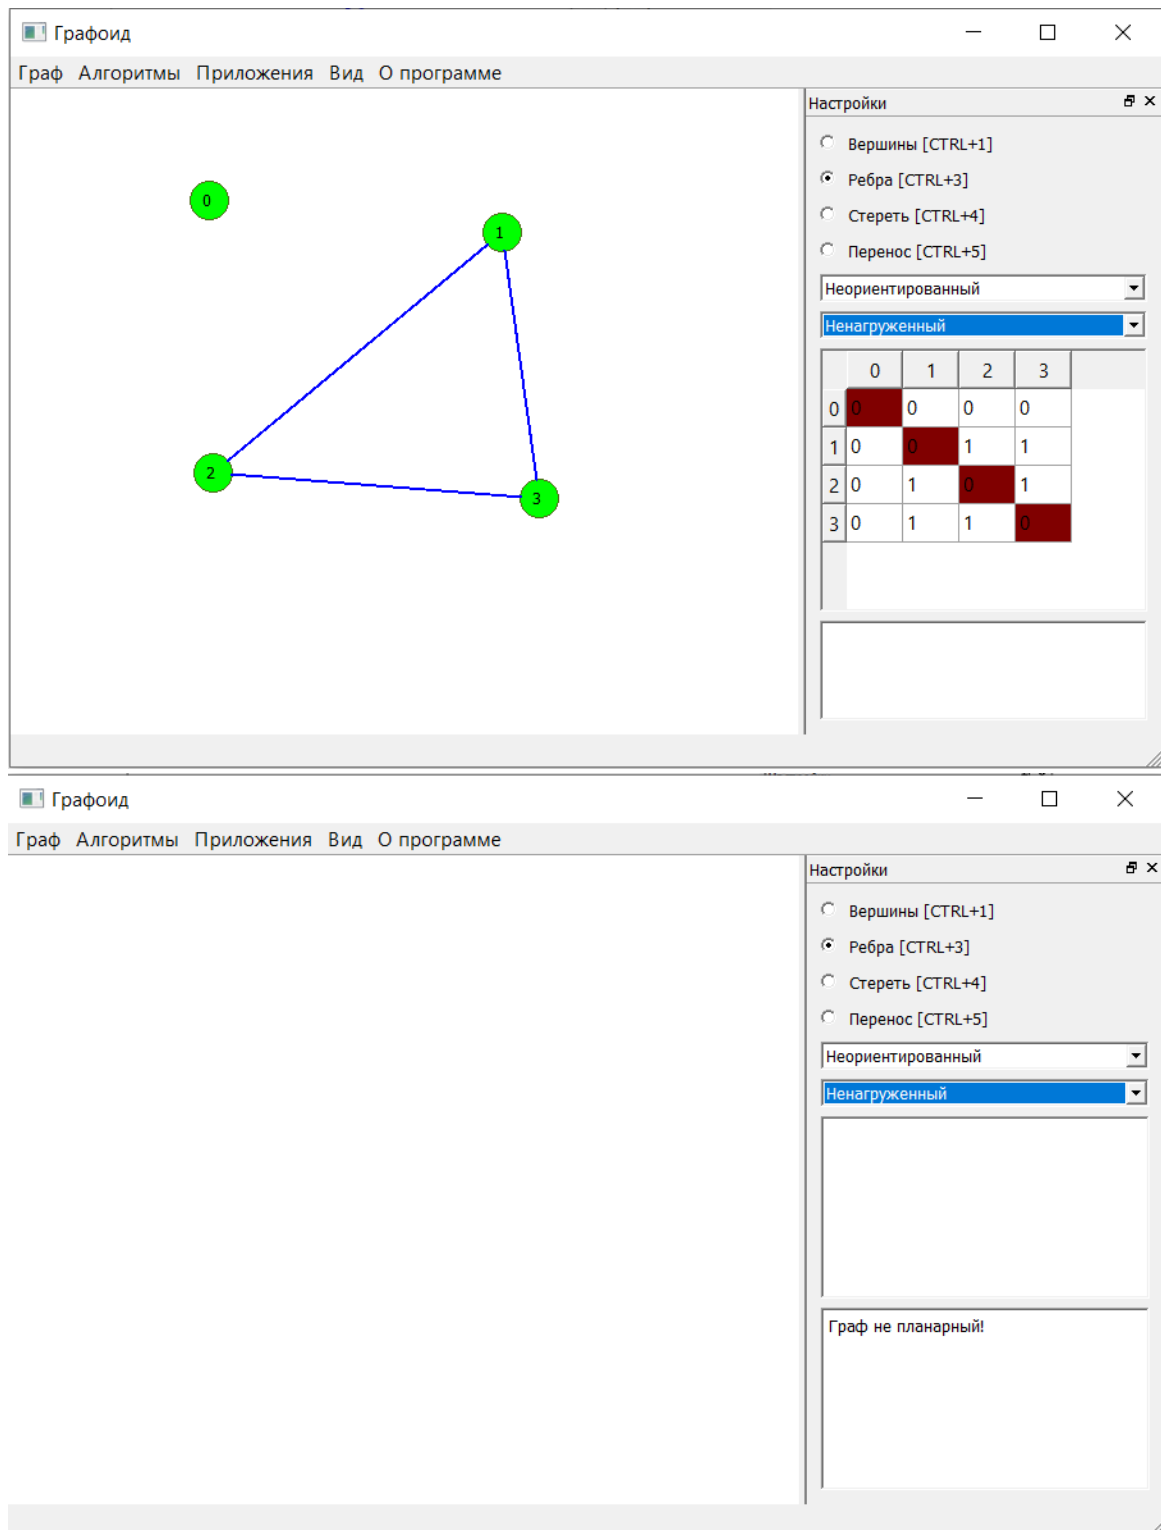 Графоид
Граф Алгоритмы Приложения Вид О программе
Настройки
Вершины [CTRL+1]
Ребра [CTRL+3]
Стереть [CTRL+4]
Перенос [CTRL+5]
Неориентированный
Ненагруженный
0 1 2 3
0 0 0 0 0
1 0 0 1 1
2 0 1 0 1
3 0 1 1 0
0
1
2
3
Графоид
Граф Алгоритмы Приложения Вид О программе
Настройки
Вершины [CTRL+1]
Ребра [CTRL+3]
Стереть [CTRL+4]
Перенос [CTRL+5]
Неориентированный
Ненагруженный
Граф не планарный!